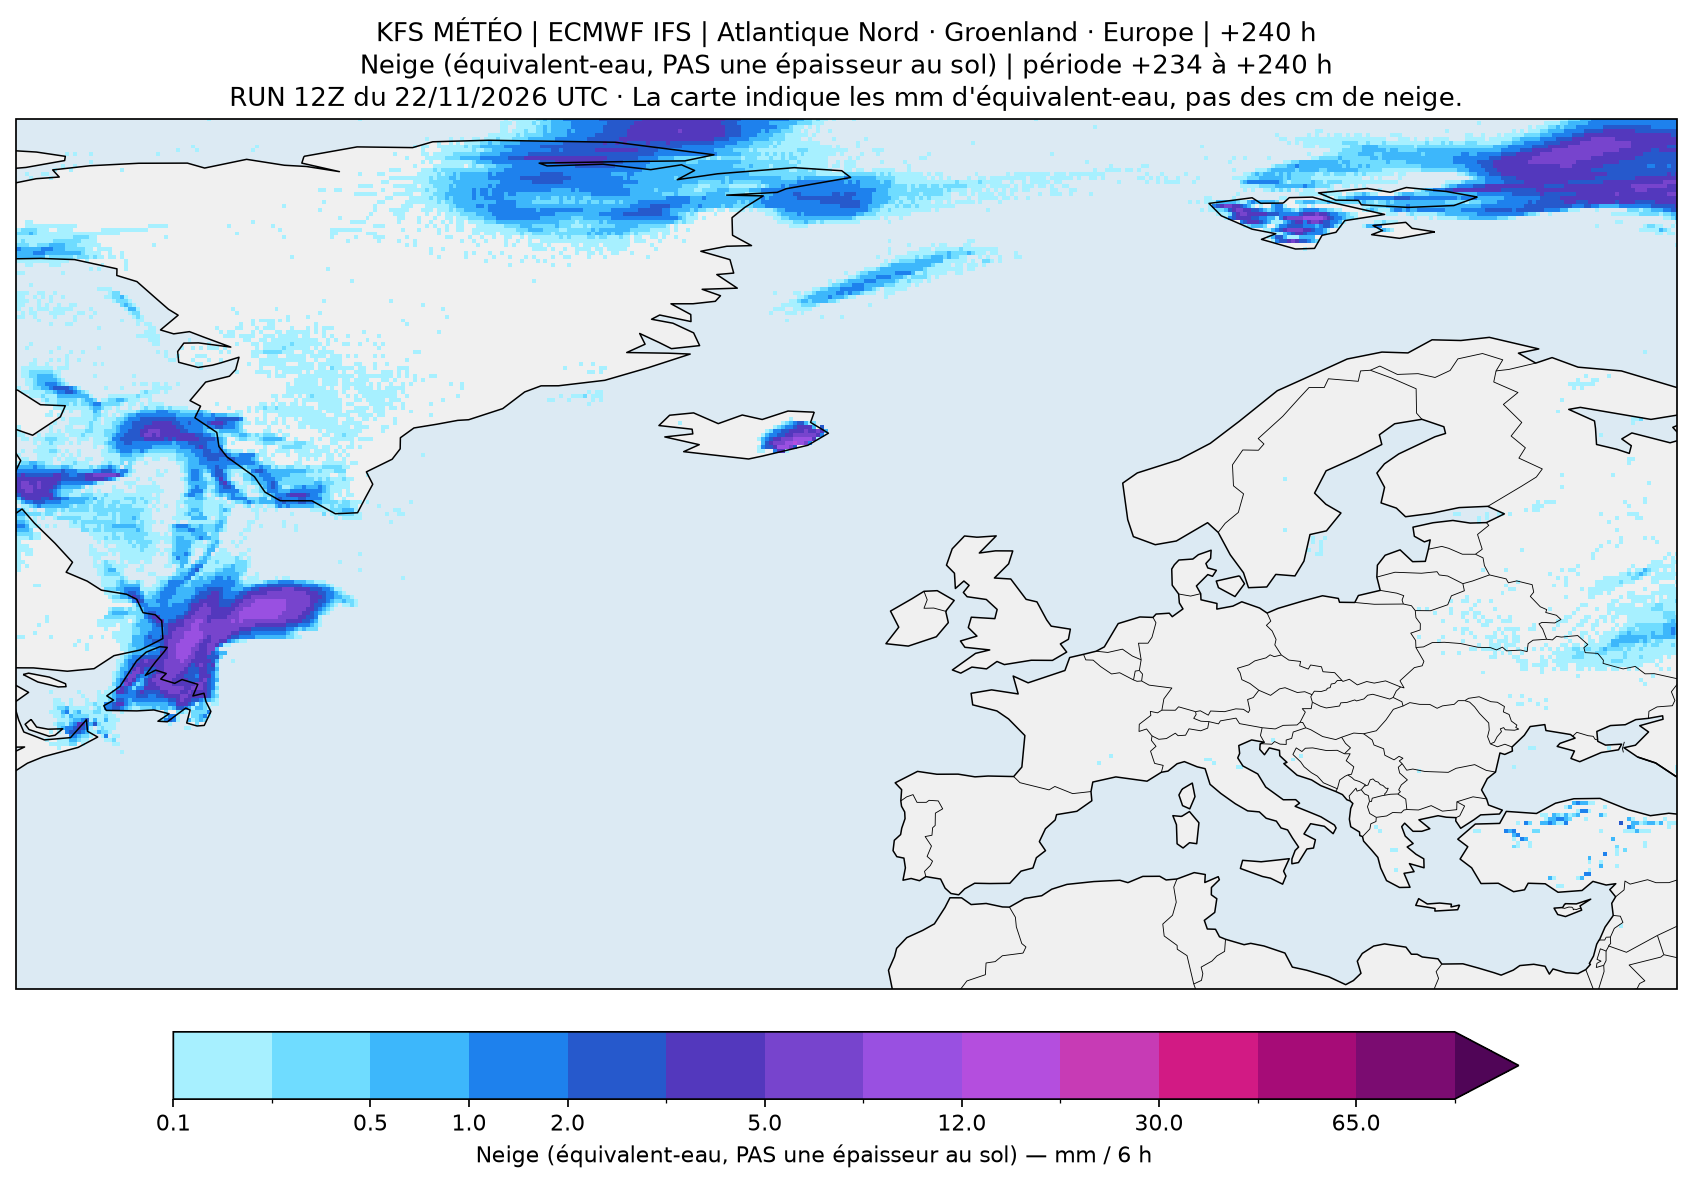 KFS MÉTÉO | ECMWF IFS | Atlantique Nord · Groenland · Europe | +240 h
Neige (équivalent-eau, PAS une épaisseur au sol) | période +234 à +240 h
RUN 12Z du 22/11/2026 UTC · La carte indique les mm d'équivalent-eau, pas des cm de neige.
0.1 0.5 1.0 2.0 5.0 12.0 30.0 65.0
Neige (équivalent-eau, PAS une épaisseur au sol) — mm / 6 h